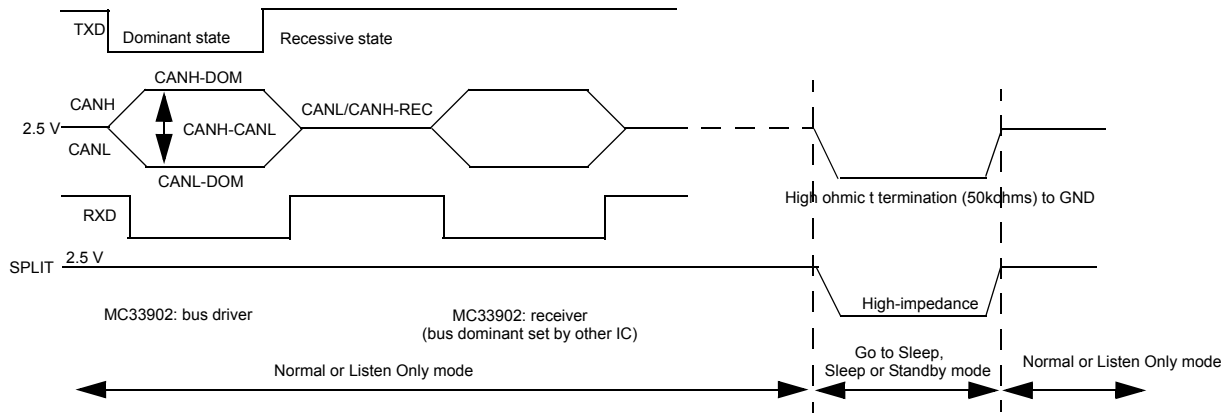 TXD
Dominant state
Recessive state
CANH-DOM
CANH
CANL/CANH-REC
2.5 V
CANH-CANL
CANL
CANL-DOM
High ohmic t termination (50kohms) to GND
RXD
2.5 V
SPLIT
High-impedance
MC33902: bus driver
MC33902: receiver
(bus dominant set by other IC)
Go to Sleep,
Sleep or Standby mode
Normal or Listen Only mode
Normal or Listen Only mode